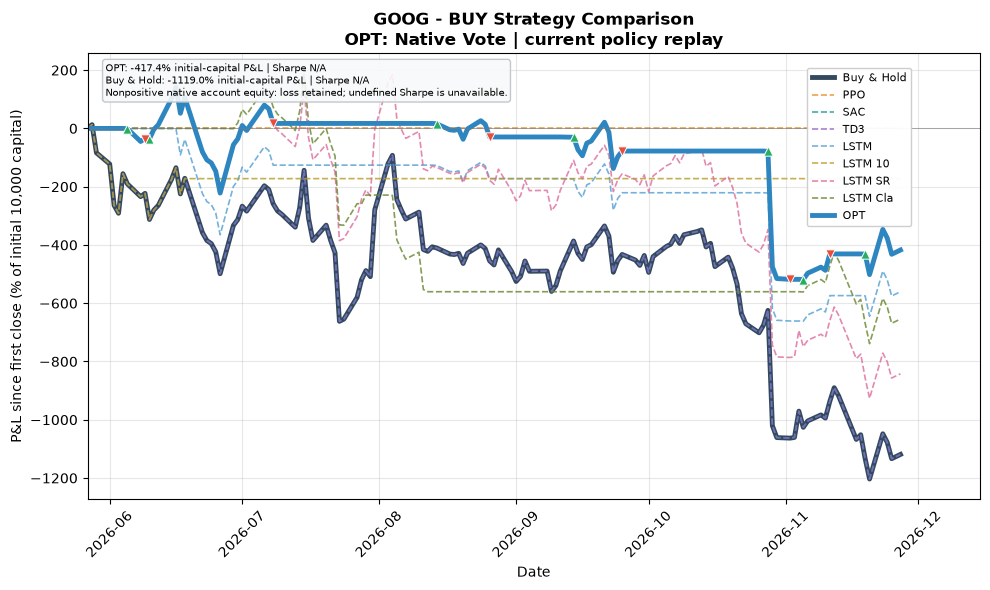 GOOG - BUY Strategy Comparison
OPT: Native Vote | current policy replay
OPT: -417.4% initial-capital P&L | Sharpe N/A
Buy & Hold: -1119.0% initial-capital P&L | Sharpe N/A
Nonpositive native account equity: loss retained; undefined Sharpe is unavailable.
Buy & Hold
PPO
SAC
TD3
LSTM
LSTM 10
LSTM SR
LSTM Cla
OPT
P&L since first close (% of initial 10,000 capital)
200
0
−200
−400
−600
−800
−1000
−1200
2026-06
2026-07
2026-08
2026-09
2026-10
2026-11
2026-12
Date